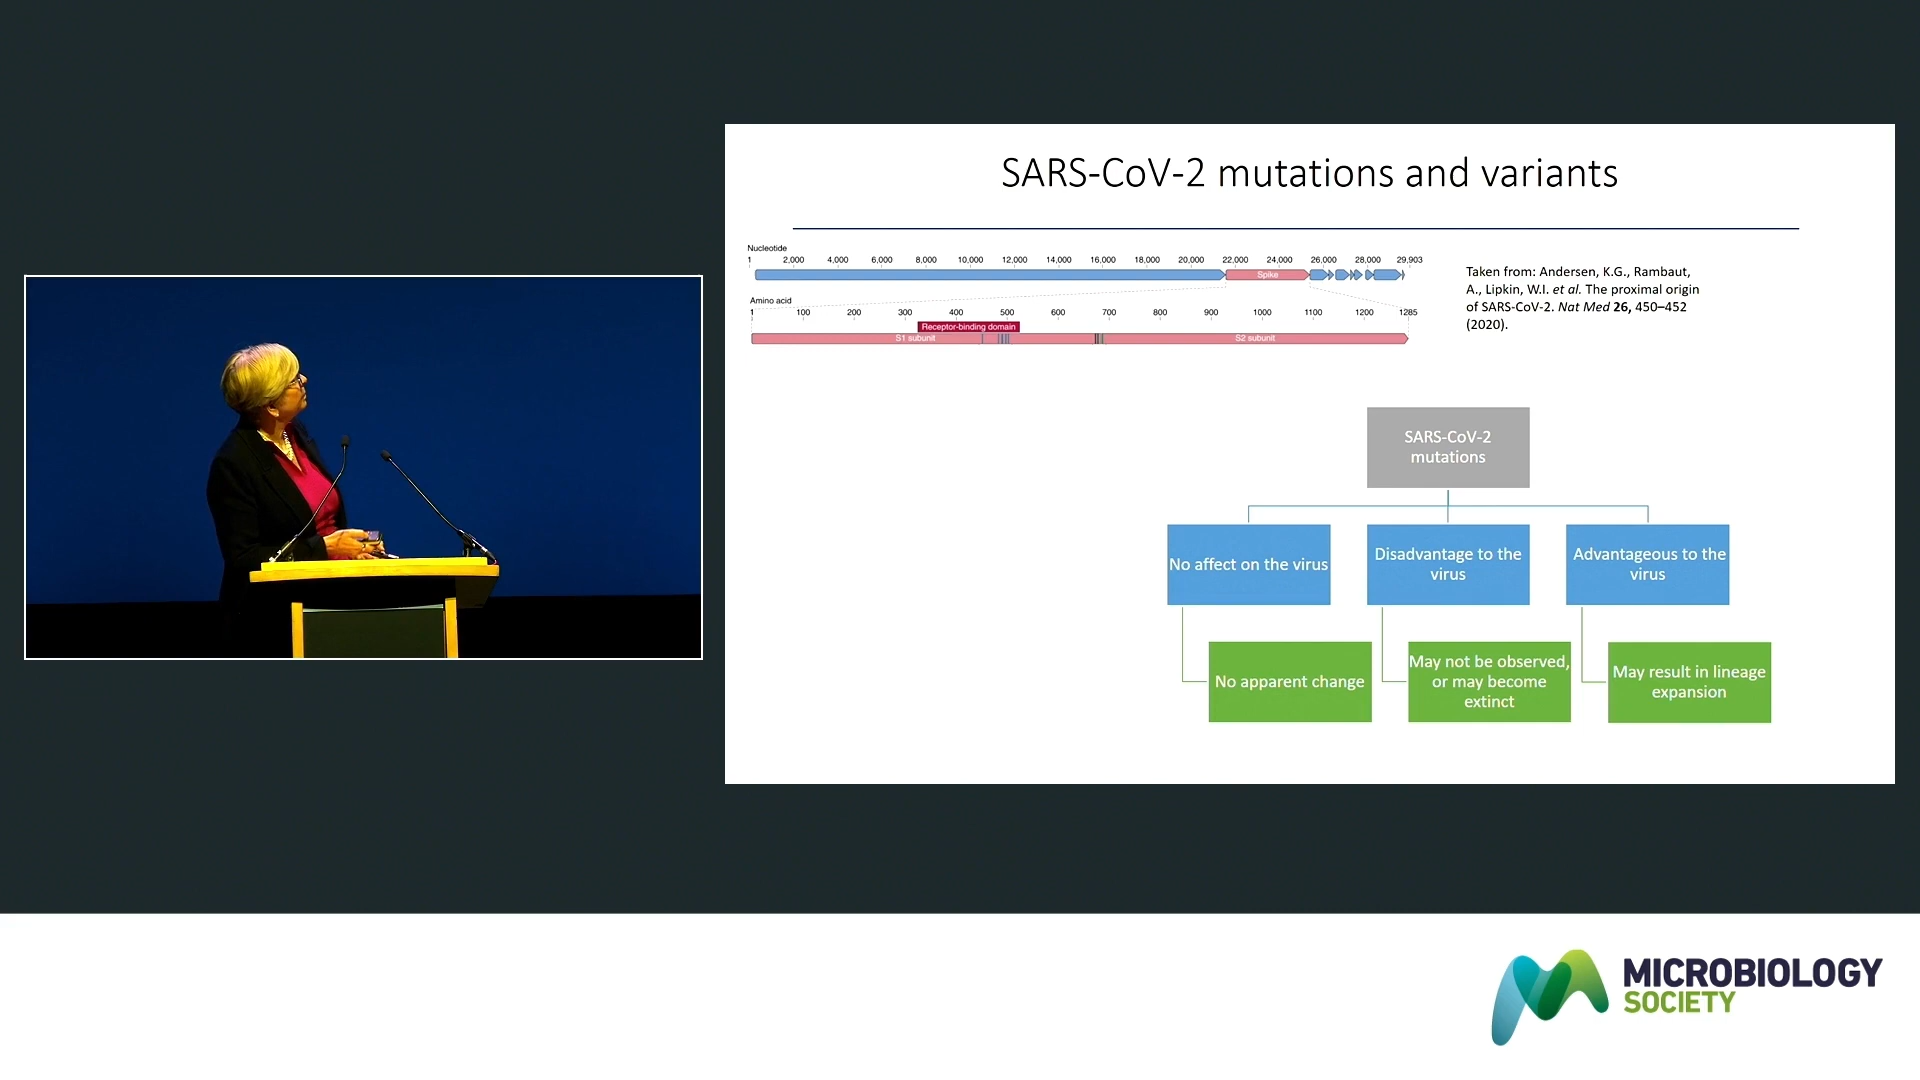 SARS-CoV-2 mutations and variants
Nucleotide
1 2,000 4,000 6,000 8,000 10,000 12,000 14,000 16,000 18,000 20,000 22,000 24,000 26,000 28,000 29,903
Spike
Amino acid
1 100 200 300 400 500 600 700 800 900 1000 1100 1200 1285
Receptor-binding domain
S1 subunit S2 subunit
Taken from: Andersen, K.G., Rambaut,
A., Lipkin, W.I. et al. The proximal origin
of SARS-CoV-2. Nat Med 26, 450–452
(2020).
SARS-CoV-2
mutations
No affect on the virus
Disadvantage to the
virus
Advantageous to the
virus
No apparent change
May not be observed,
or may become
extinct
May result in lineage
expansion
MICROBIOLOGY
SOCIETY